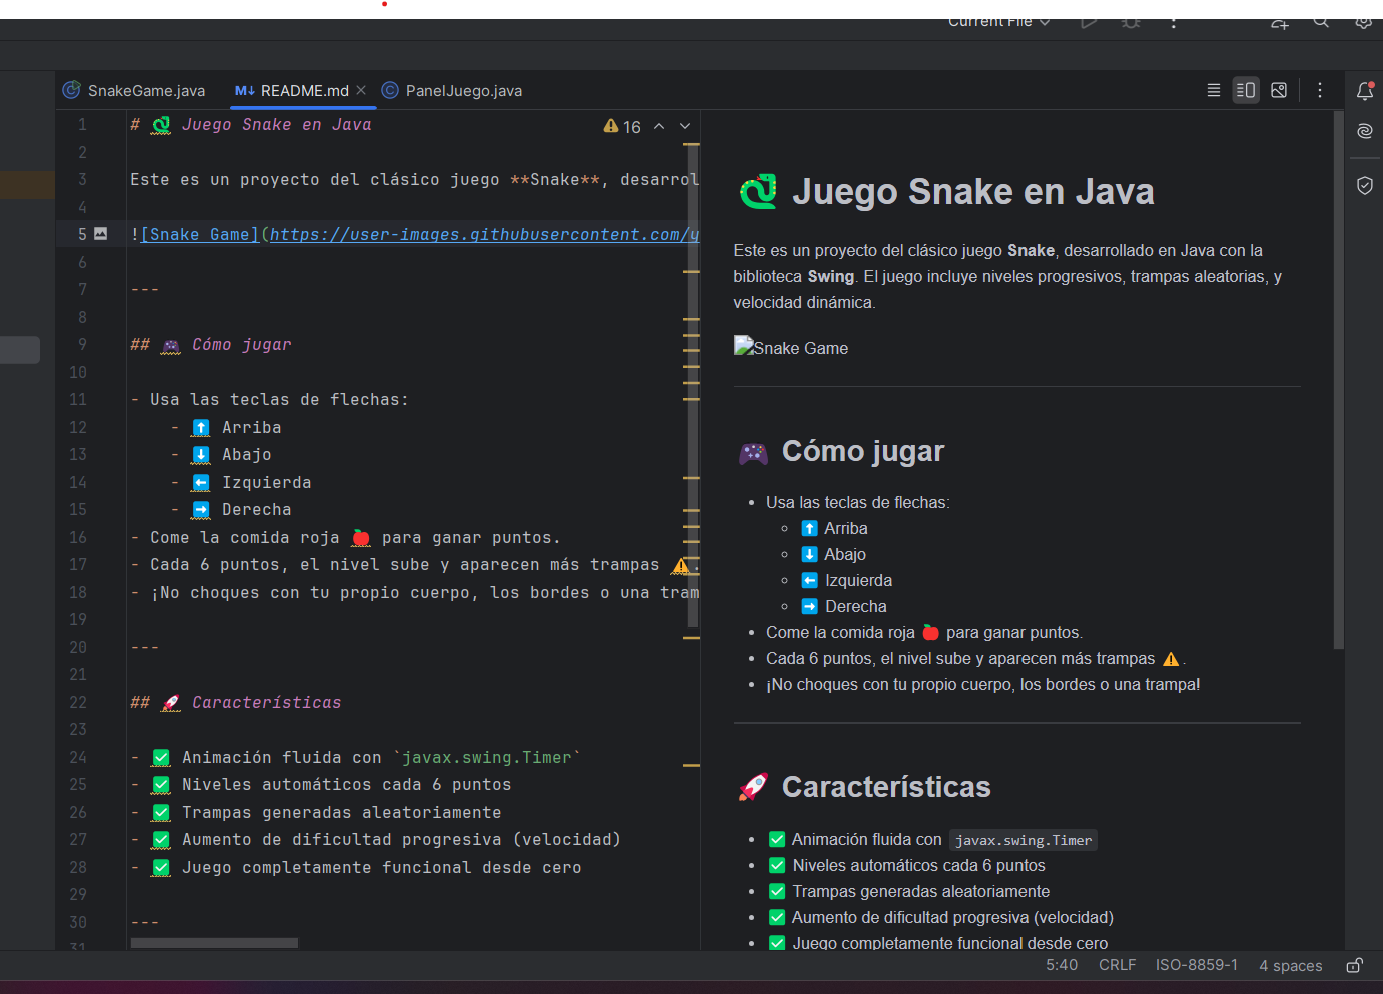 Current File
SnakeGame.java
M↓ README.md
PanelJuego.java
16
1 # 🐍 Juego Snake en Java
2
3 Este es un proyecto del clásico juego **Snake**, desarrol
4
5 ![Snake Game](https://user-images.githubusercontent.com/y
6
7 ---
8
9 ## 🎮 Cómo jugar
10
11 - Usa las teclas de flechas:
12 - ⬆️ Arriba
13 - ⬇️ Abajo
14 - ⬅️ Izquierda
15 - ➡️ Derecha
16 - Come la comida roja 🍎 para ganar puntos.
17 - Cada 6 puntos, el nivel sube y aparecen más trampas ⚠️.
18 - ¡No choques con tu propio cuerpo, los bordes o una tram
19
20 ---
21
22 ## 🚀 Características
23
24 - ✅ Animación fluida con `javax.swing.Timer`
25 - ✅ Niveles automáticos cada 6 puntos
26 - ✅ Trampas generadas aleatoriamente
27 - ✅ Aumento de dificultad progresiva (velocidad)
28 - ✅ Juego completamente funcional desde cero
29
30 ---
31
🐍 Juego Snake en Java
Este es un proyecto del clásico juego Snake, desarrollado en Java con la
biblioteca Swing. El juego incluye niveles progresivos, trampas aleatorias, y
velocidad dinámica.
Snake Game
🎮 Cómo jugar
• Usa las teclas de flechas:
◦ ⬆️ Arriba
◦ ⬇️ Abajo
◦ ⬅️ Izquierda
◦ ➡️ Derecha
• Come la comida roja 🍎 para ganar puntos.
• Cada 6 puntos, el nivel sube y aparecen más trampas ⚠️.
• ¡No choques con tu propio cuerpo, los bordes o una trampa!
🚀 Características
• ✅ Animación fluida con javax.swing.Timer
• ✅ Niveles automáticos cada 6 puntos
• ✅ Trampas generadas aleatoriamente
• ✅ Aumento de dificultad progresiva (velocidad)
• ✅ Juego completamente funcional desde cero
5:40 CRLF ISO-8859-1 4 spaces